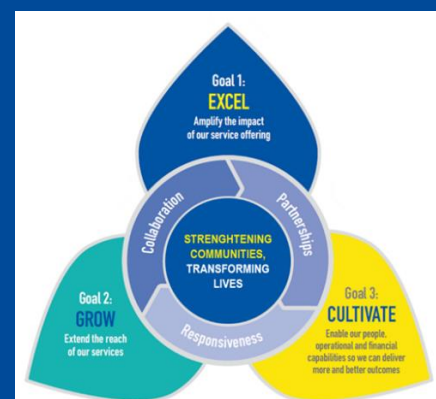 Goal 1:
EXCEL
Amplify the impact
of our service offering
Collaboration
Partnerships
STRENGHTENING
COMMUNITIES,
TRANSFORMING
LIVES
Responsiveness
Goal 2:
GROW
Extend the reach
of our services
Goal 3:
CULTIVATE
Enable our people,
operational and financial
capabilities so we can deliver
more and better outcomes